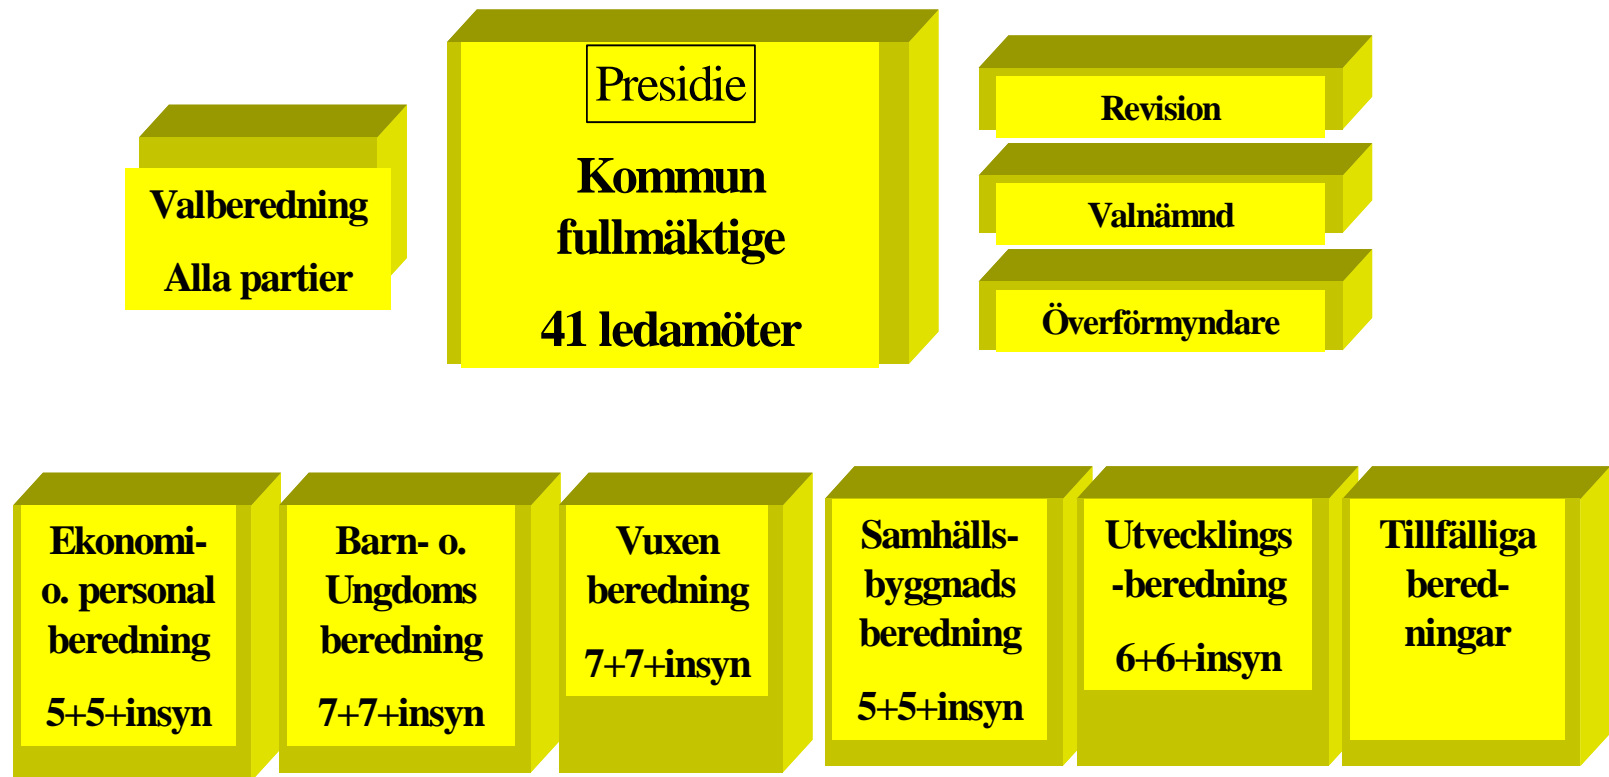 Presidie
Kommun
fullmäktige
41 ledamöter
Valberedning
Alla partier
Revision
Valnämnd
Överförmyndare
Ekonomi-
o. personal
beredning
5+5+insyn
Barn- o.
Ungdoms
beredning
7+7+insyn
Vuxen
beredning
7+7+insyn
Samhälls-
byggnads
beredning
5+5+insyn
Utvecklings
-beredning
6+6+insyn
Tillfälliga
bered-
ningar